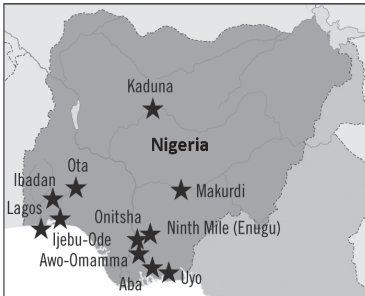 Kaduna
Nigeria
Ota
Ibadan
Makurdi
Lagos
Onitsha
Ninth Mile (Enugu)
Ijebu-Ode
Awo-Omamma
Aba
Uyo